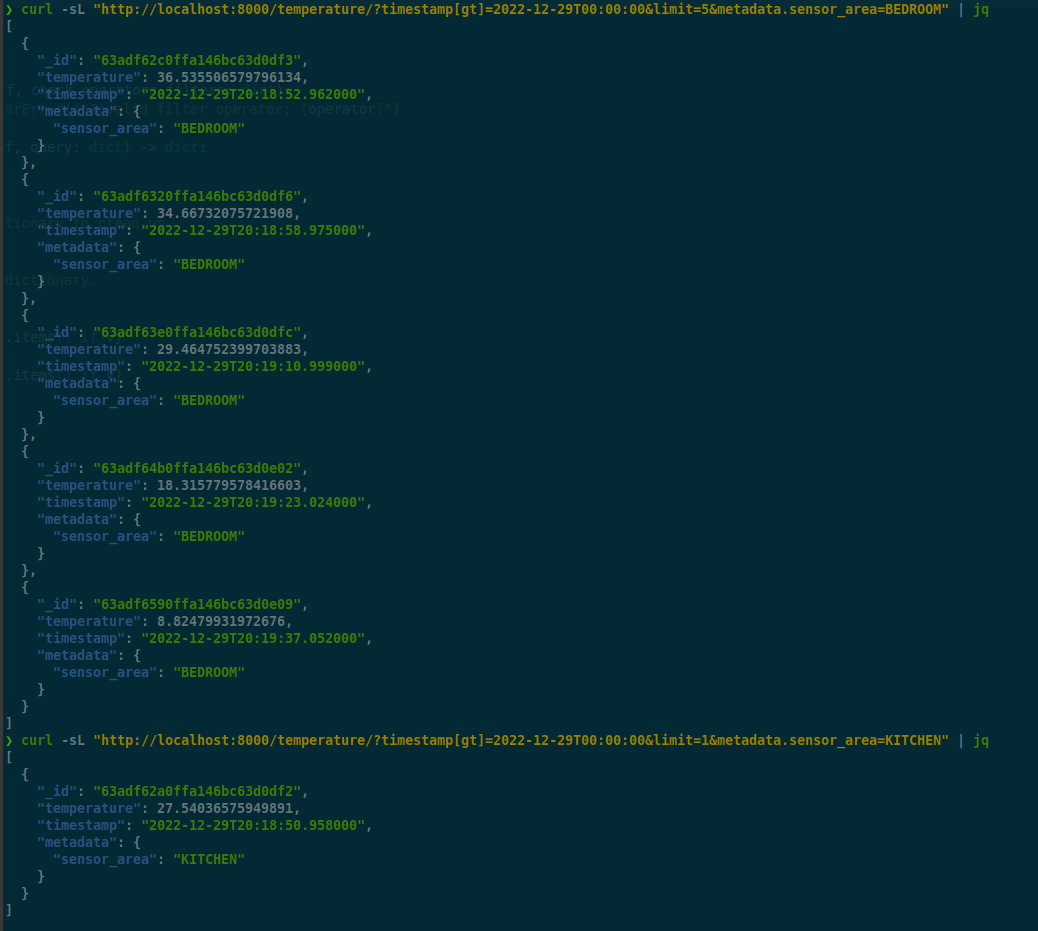 ❯ curl -sL "http://localhost:8000/temperature/?timestamp[gt]=2022-12-29T00:00:00&limit=5&metadata.sensor_area=BEDROOM" | jq
[
  {
    "_id": "63adf62c0ffa146bc63d0df3",
    "temperature": 36.535506579796134,
    "timestamp": "2022-12-29T20:18:52.962000",
    "metadata": {
      "sensor_area": "BEDROOM"
    }
  },
  {
    "_id": "63adf6320ffa146bc63d0df6",
    "temperature": 34.66732075721908,
    "timestamp": "2022-12-29T20:18:58.975000",
    "metadata": {
      "sensor_area": "BEDROOM"
    }
  },
  {
    "_id": "63adf63e0ffa146bc63d0dfc",
    "temperature": 29.464752399703883,
    "timestamp": "2022-12-29T20:19:10.999000",
    "metadata": {
      "sensor_area": "BEDROOM"
    }
  },
  {
    "_id": "63adf64b0ffa146bc63d0e02",
    "temperature": 18.315779578416603,
    "timestamp": "2022-12-29T20:19:23.024000",
    "metadata": {
      "sensor_area": "BEDROOM"
    }
  },
  {
    "_id": "63adf6590ffa146bc63d0e09",
    "temperature": 8.82479931972676,
    "timestamp": "2022-12-29T20:19:37.052000",
    "metadata": {
      "sensor_area": "BEDROOM"
    }
  }
]
❯ curl -sL "http://localhost:8000/temperature/?timestamp[gt]=2022-12-29T00:00:00&limit=1&metadata.sensor_area=KITCHEN" | jq
[
  {
    "_id": "63adf62a0ffa146bc63d0df2",
    "temperature": 27.54036575949891,
    "timestamp": "2022-12-29T20:18:50.958000",
    "metadata": {
      "sensor_area": "KITCHEN"
    }
  }
]